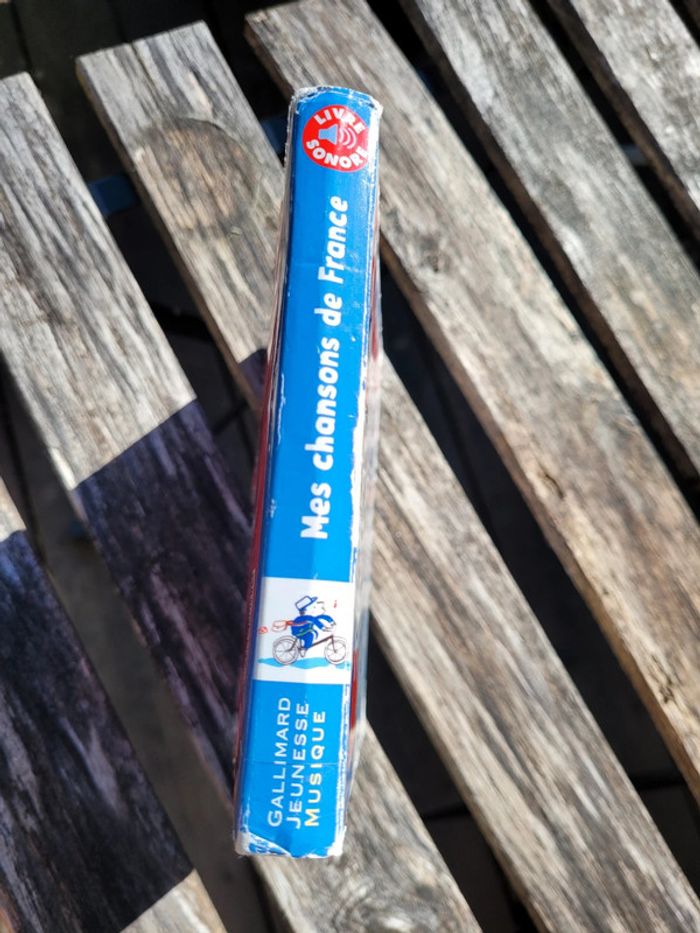 LIVRE
SONORE
Mes chansons de France
GALLIMARD
JEUNESSE
MUSIQUE